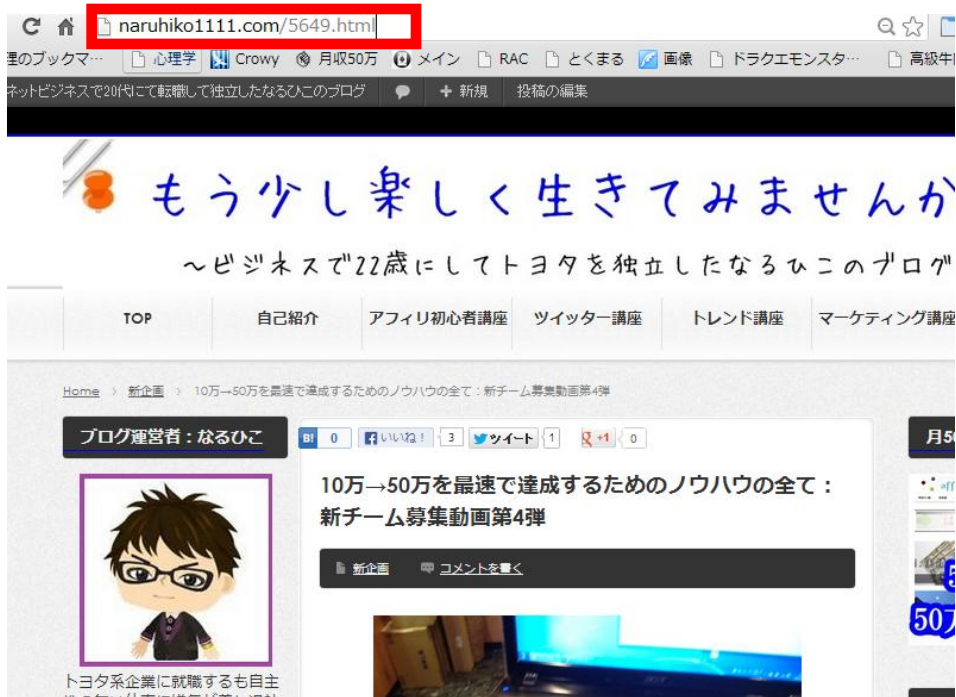 naruhiko1111.com/5649.html
理のブックマ… 心理学 Crowy 月収50万 メイン RAC とくまる 画像 ドラクエモンスタ… 高級牛
ネットビジネスで20代にて転職して独立したなるひこのブログ 新規 投稿の編集
もう少し楽しく生きてみませんか
~ビジネスで22歳にしてトヨタを独立したなるひこのブログ
TOP 自己紹介 アフィリ初心者講座 ツイッター講座 トレンド講座 マーケティング講座
Home > 新企画 > 10万→50万を最速で達成するためのノウハウの全て:新チーム募集動画第4弾
ブログ運営者:なるひこ
B! 0 いいね! 3 ツイート 1 +1 0
月5
10万→50万を最速で達成するためのノウハウの全て:
新チーム募集動画第4弾
新企画 コメントを書く
トヨタ系企業に就職するも自主